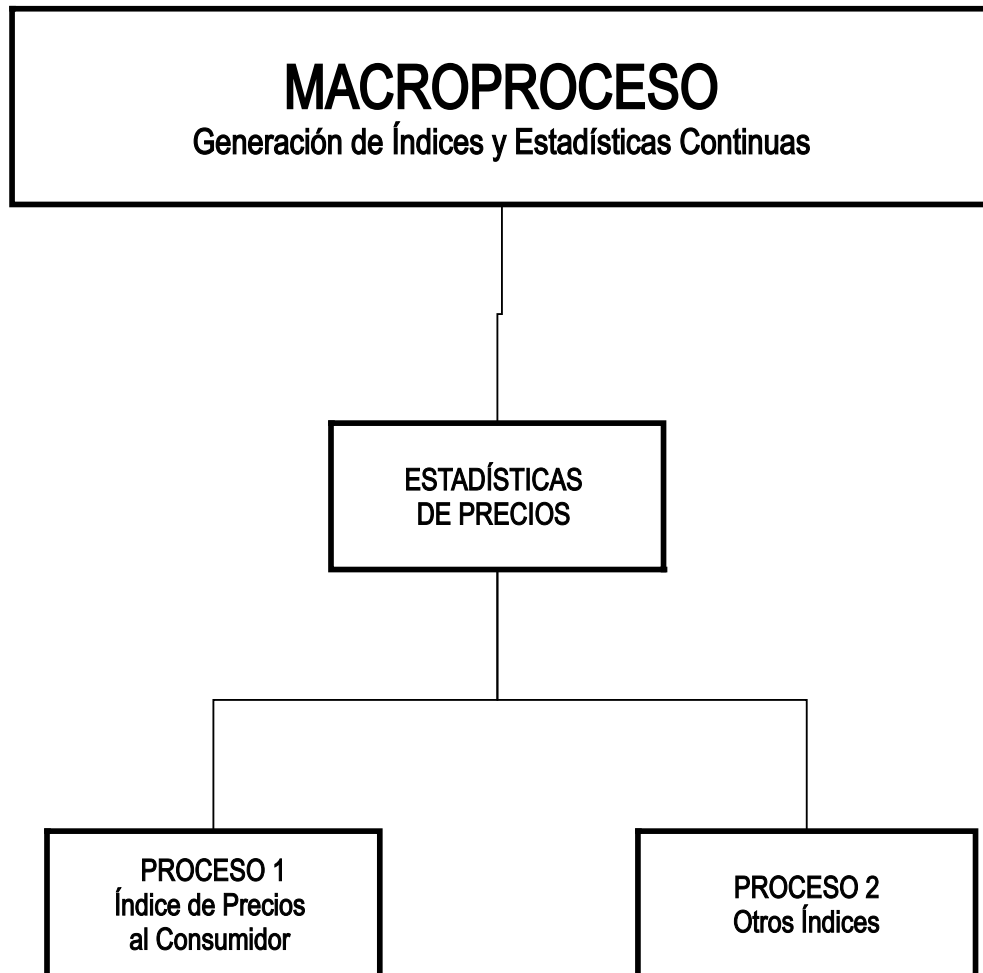 MACROPROCESO
Generación de Índices y Estadísticas Continuas
ESTADÍSTICAS
DE PRECIOS
PROCESO 1
Índice de Precios
al Consumidor
PROCESO 2
Otros Índices